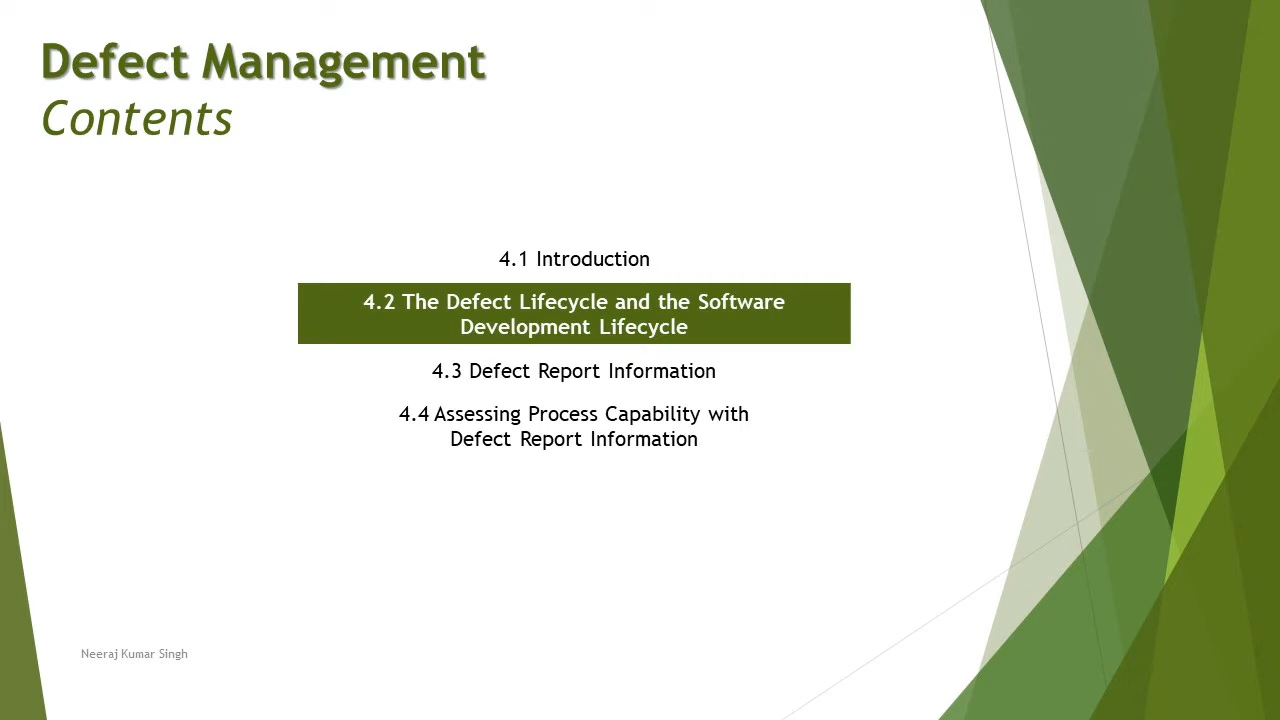 Defect Management
Contents
4.1 Introduction
4.2 The Defect Lifecycle and the Software
Development Lifecycle
4.3 Defect Report Information
4.4 Assessing Process Capability with
Defect Report Information
Neeraj Kumar Singh